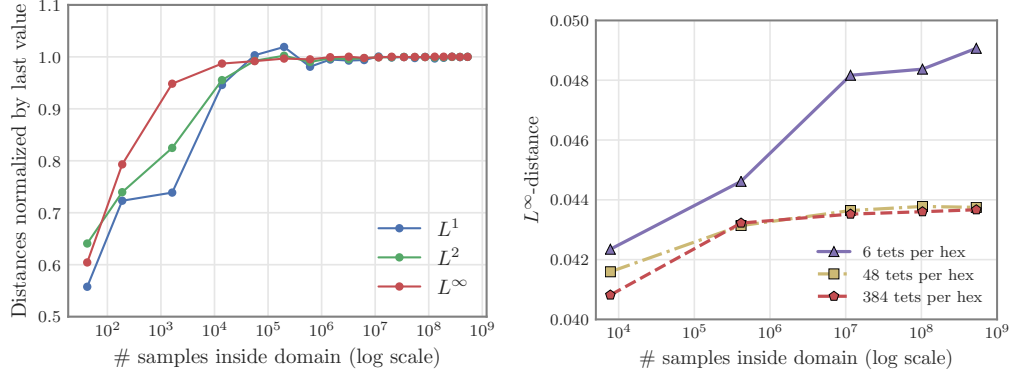 Distances normalized by last value
1.0
0.9
0.8
0.7
0.6
0.5
10²
10³
10⁴
10⁵
10⁶
10⁷
10⁸
10⁹
# samples inside domain (log scale)
L¹
L²
L∞
L∞-distance
0.050
0.048
0.046
0.044
0.042
0.040
10⁴
10⁵
10⁶
10⁷
10⁸
10⁹
# samples inside domain (log scale)
6 tets per hex
48 tets per hex
384 tets per hex